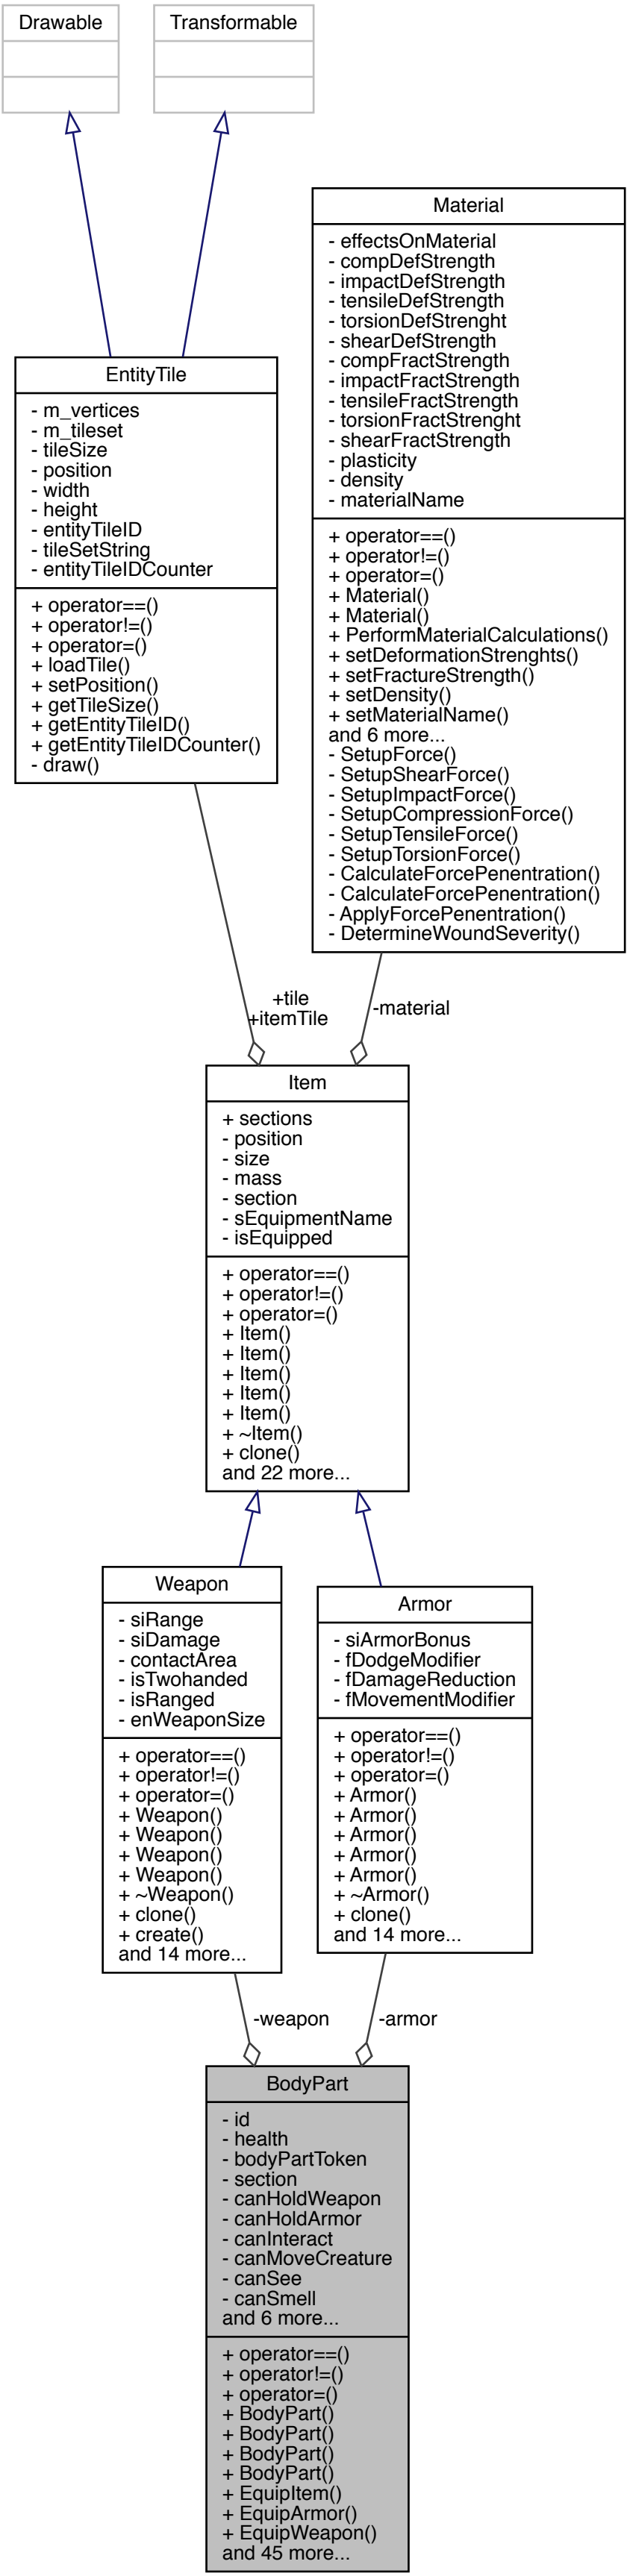 Drawable
Transformable
Material
- effectsOnMaterial
- compDefStrength
- impactDefStrength
- tensileDefStrength
- torsionDefStrenght
- shearDefStrength
- compFractStrength
- impactFractStrength
- tensileFractStrength
- torsionFractStrenght
- shearFractStrength
- plasticity
- density
- materialName
+ operator==()
+ operator!=()
+ operator=()
+ Material()
+ Material()
+ PerformMaterialCalculations()
+ setDeformationStrenghts()
+ setFractureStrength()
+ setDensity()
+ setMaterialName()
and 6 more...
- SetupForce()
- SetupShearForce()
- SetupImpactForce()
- SetupCompressionForce()
- SetupTensileForce()
- SetupTorsionForce()
- CalculateForcePenentration()
- CalculateForcePenentration()
- ApplyForcePenentration()
- DetermineWoundSeverity()
EntityTile
- m_vertices
- m_tileset
- tileSize
- position
- width
- height
- entityTileID
- tileSetString
- entityTileIDCounter
+ operator==()
+ operator!=()
+ operator=()
+ loadTile()
+ setPosition()
+ getTileSize()
+ getEntityTileID()
+ getEntityTileIDCounter()
- draw()
+tile
+itemTile
-material
Item
+ sections
- position
- size
- mass
- section
- sEquipmentName
- isEquipped
+ operator==()
+ operator!=()
+ operator=()
+ Item()
+ Item()
+ Item()
+ Item()
+ Item()
+ ~Item()
+ clone()
and 22 more...
Weapon
- siRange
- siDamage
- contactArea
- isTwohanded
- isRanged
- enWeaponSize
+ operator==()
+ operator!=()
+ operator=()
+ Weapon()
+ Weapon()
+ Weapon()
+ Weapon()
+ ~Weapon()
+ clone()
+ create()
and 14 more...
Armor
- siArmorBonus
- fDodgeModifier
- fDamageReduction
- fMovementModifier
+ operator==()
+ operator!=()
+ operator=()
+ Armor()
+ Armor()
+ Armor()
+ Armor()
+ Armor()
+ ~Armor()
+ clone()
and 14 more...
-weapon
-armor
BodyPart
- id
- health
- bodyPartToken
- section
- canHoldWeapon
- canHoldArmor
- canInteract
- canMoveCreature
- canSee
- canSmell
and 6 more...
+ operator==()
+ operator!=()
+ operator=()
+ BodyPart()
+ BodyPart()
+ BodyPart()
+ BodyPart()
+ EquipItem()
+ EquipArmor()
+ EquipWeapon()
and 45 more...